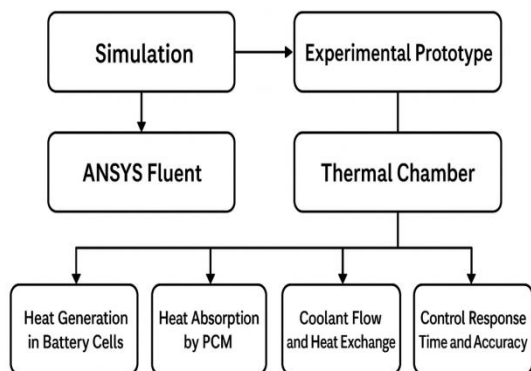 Simulation
Experimental Prototype
ANSYS Fluent
Thermal Chamber
Heat Generation
in Battery Cells
Heat Absorption
by PCM
Coolant Flow
and Heat Exchange
Control Response
Time and Accuracy